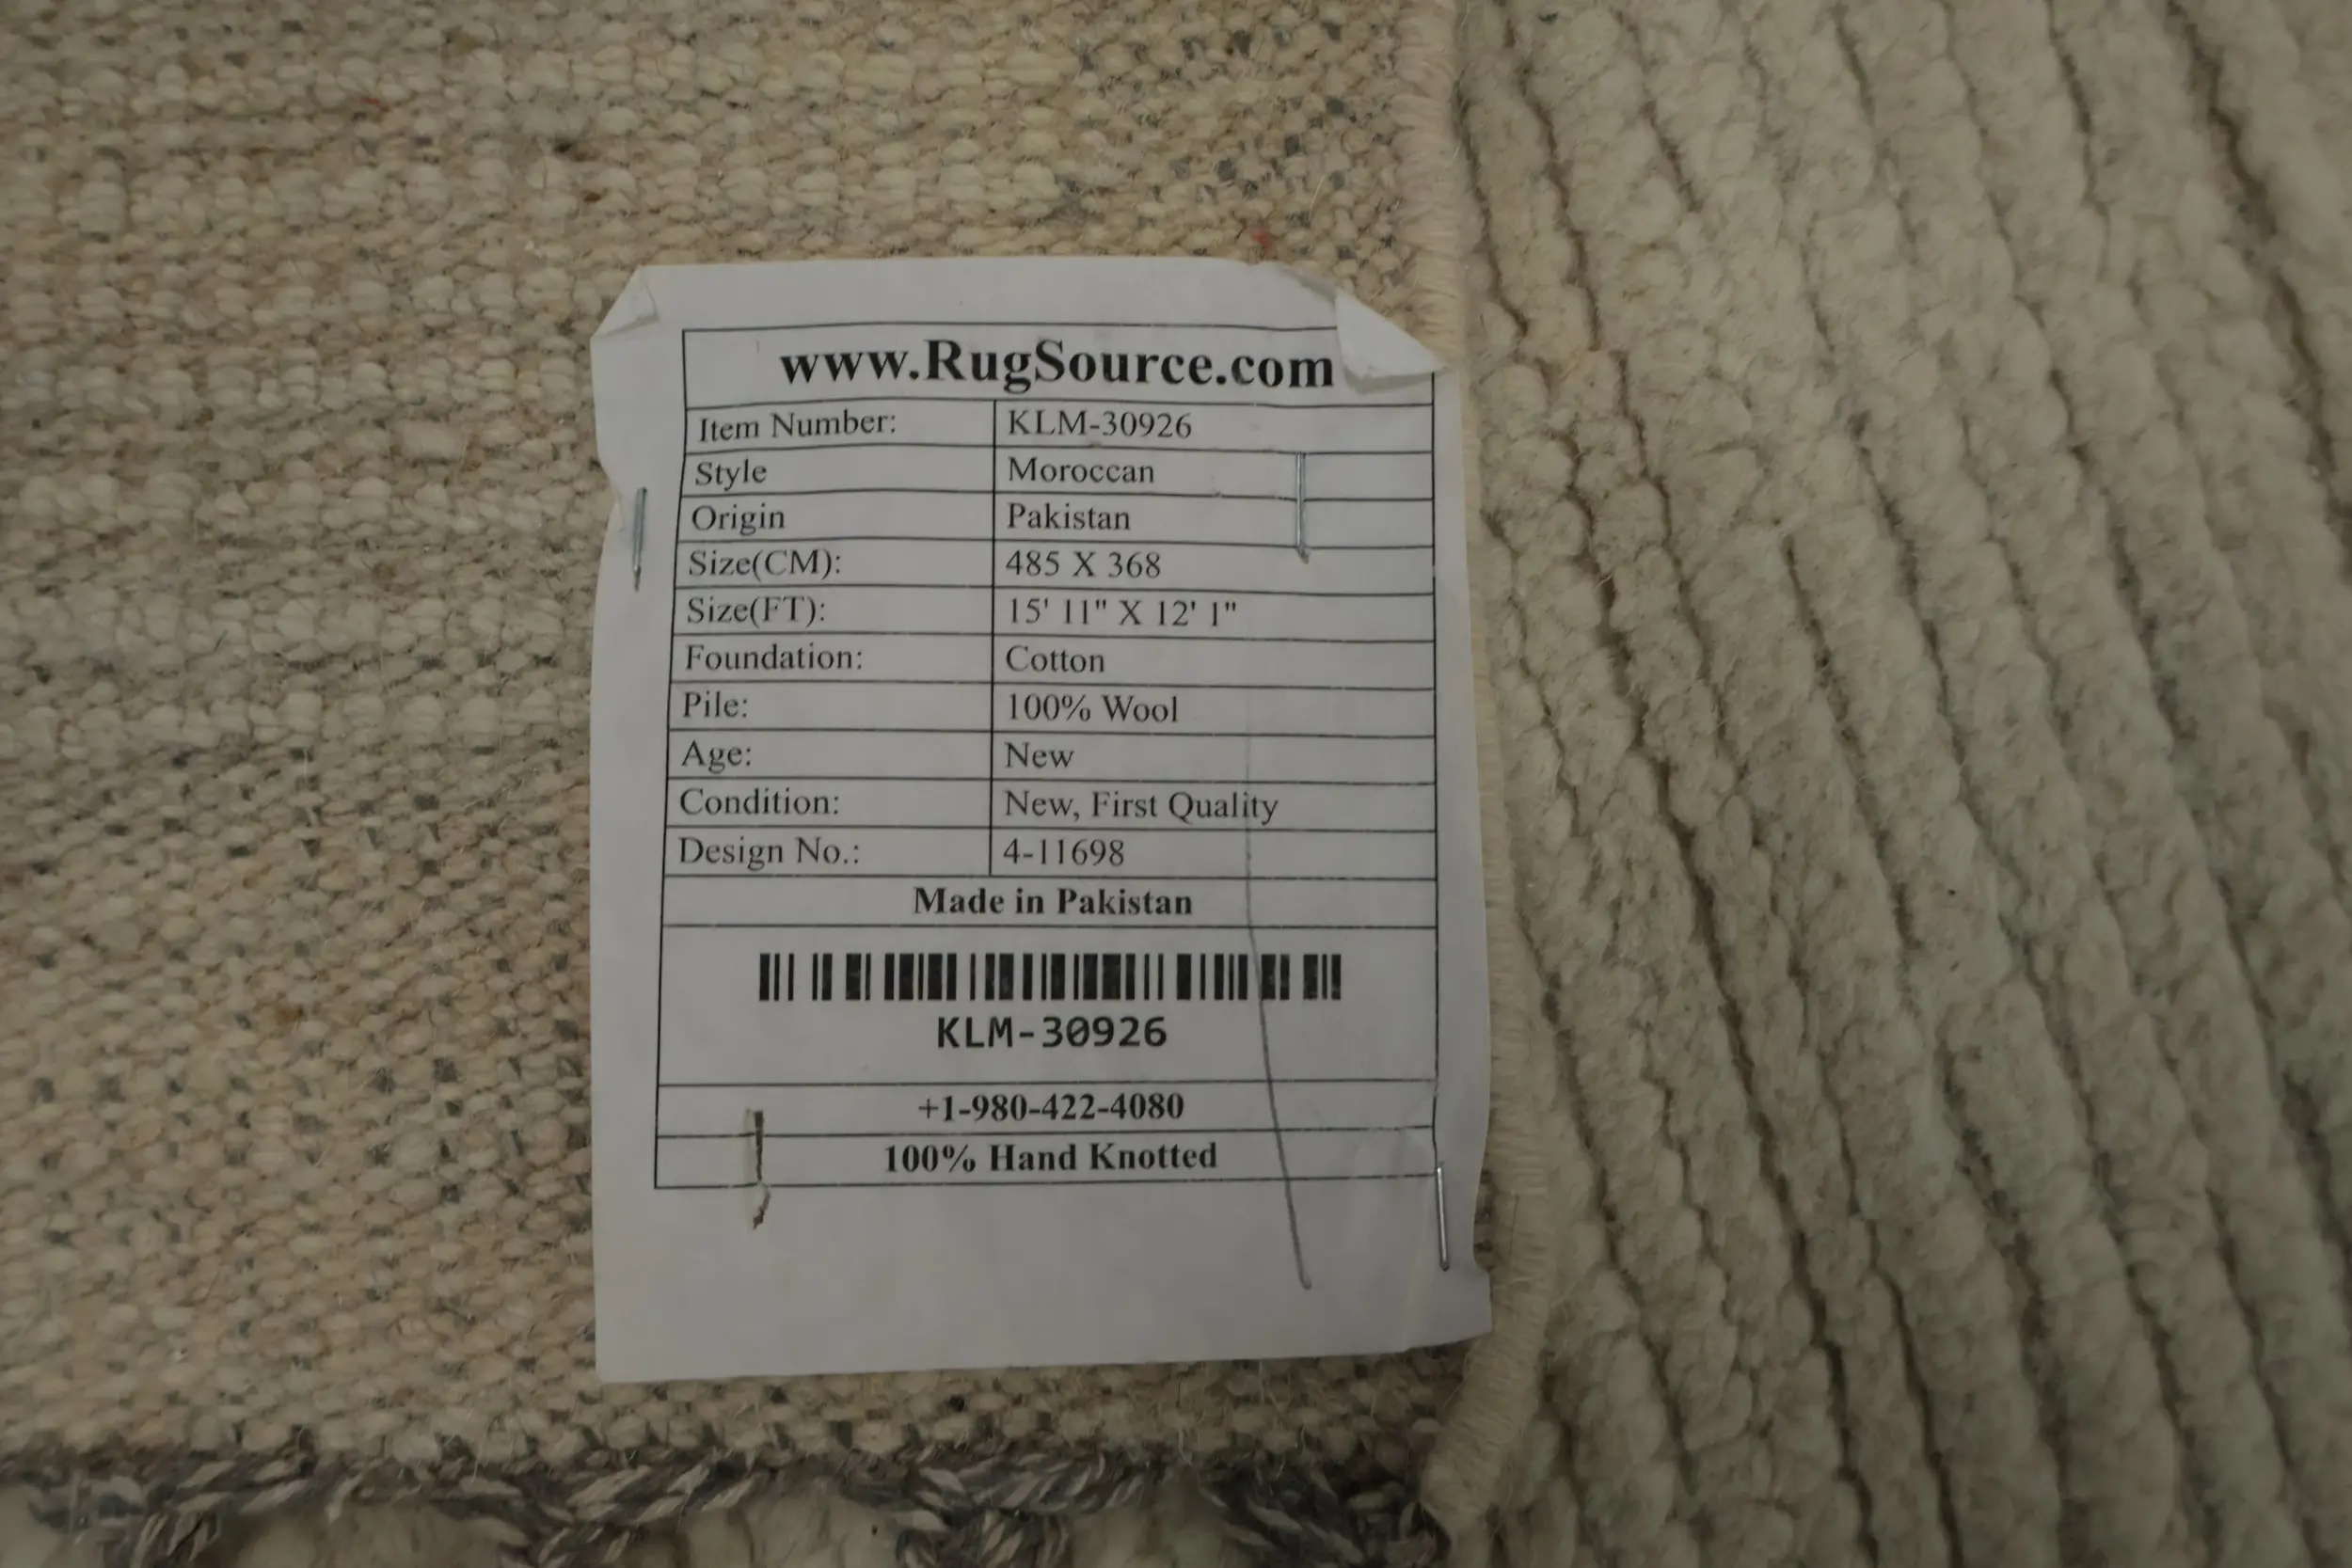 www.RugSource.com
Item Number: KLM-30926
Style Moroccan
Origin Pakistan
Size(CM): 485 X 368
Size(FT): 15' 11" X 12' 1"
Foundation: Cotton
Pile: 100% Wool
Age: New
Condition: New, First Quality
Design No.: 4-11698
Made in Pakistan
KLM-30926
+1-980-422-4080
100% Hand Knotted